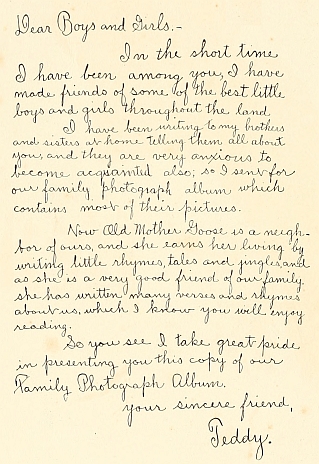 Dear Boys and Girls.-
In the short time
I have been among you, I have
made friends of some of the best little
boys and girls throughout the land
I have been writing to my brothers
and sisters at home telling them all about
you, and they are very anxious to
become acquainted also; so I sent for
our family photograph album which
contains most of their pictures.
Now Old Mother Goose is a neigh-
bor of ours, and she earns her living by
writing little rhymes, tales and jingles, and
as she is a very good friend of our family
she has written many verses and rhymes
about us, which I know you will enjoy
reading.
So you see I take great pride
in presenting you this copy of our
Family Photograph Album.
your sincere friend,
Teddy.